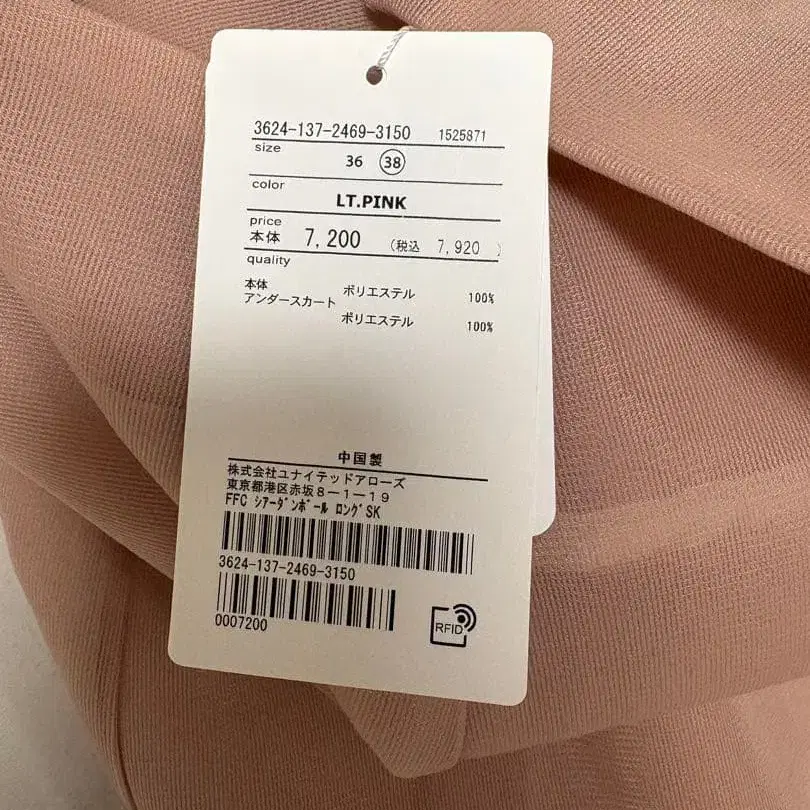 3624-137-2469-3150 1525871
size
36 38
color
LT.PINK
price
本体 7,200 (税込 7,920 )
quality
本体 ポリエステル 100%
アンダースカート
ポリエステル 100%
中国製
株式会社ユナイテッドアローズ
東京都港区赤坂8-1-19
FFC ｼｱｰﾀﾞﾝﾎﾞｰﾙ ﾛﾝｸﾞSK
3624-137-2469-3150
0007200
RFID